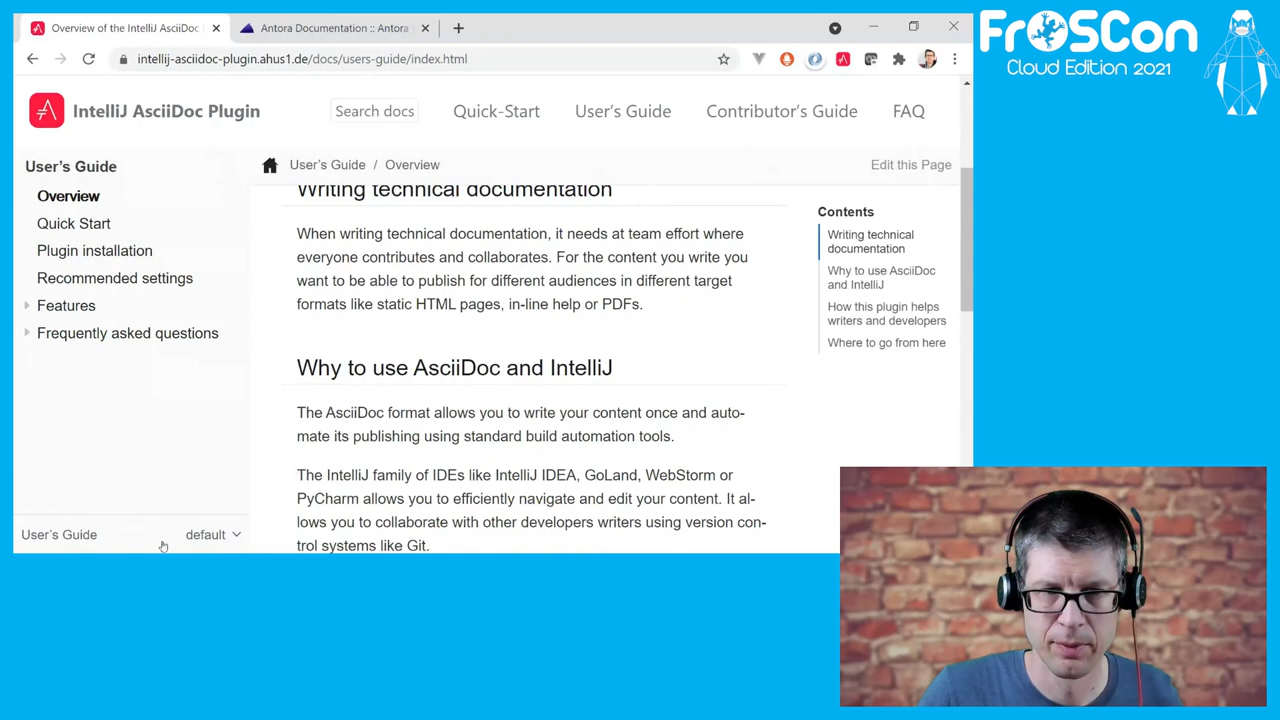 Overview of the IntelliJ AsciiDoc
Antora Documentation :: Antora
intellij-asciidoc-plugin.ahus1.de/docs/users-guide/index.html
IntelliJ AsciiDoc Plugin
Search docs
Quick-Start
User's Guide
Contributor's Guide
FAQ
User's Guide
Overview
Quick Start
Plugin installation
Recommended settings
Features
Frequently asked questions
User's Guide
default
User's Guide / Overview
Edit this Page
Writing technical documentation
When writing technical documentation, it needs at team effort where
everyone contributes and collaborates. For the content you write you
want to be able to publish for different audiences in different target
formats like static HTML pages, in-line help or PDFs.
Why to use AsciiDoc and IntelliJ
The AsciiDoc format allows you to write your content once and auto-
mate its publishing using standard build automation tools.
The IntelliJ family of IDEs like IntelliJ IDEA, GoLand, WebStorm or
PyCharm allows you to efficiently navigate and edit your content. It al-
lows you to collaborate with other developers writers using version con-
trol systems like Git.
Contents
Writing technical
documentation
Why to use AsciiDoc
and IntelliJ
How this plugin helps
writers and developers
Where to go from here
FrOSCon
Cloud Edition 2021